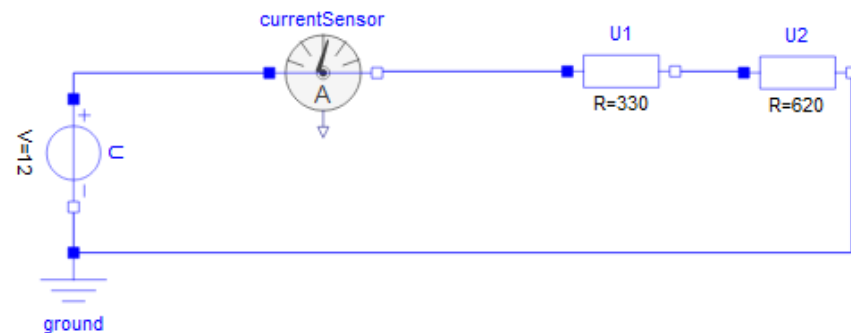 currentSensor
A
U1
R=330
U2
R=620
+
V=12
U
−
ground